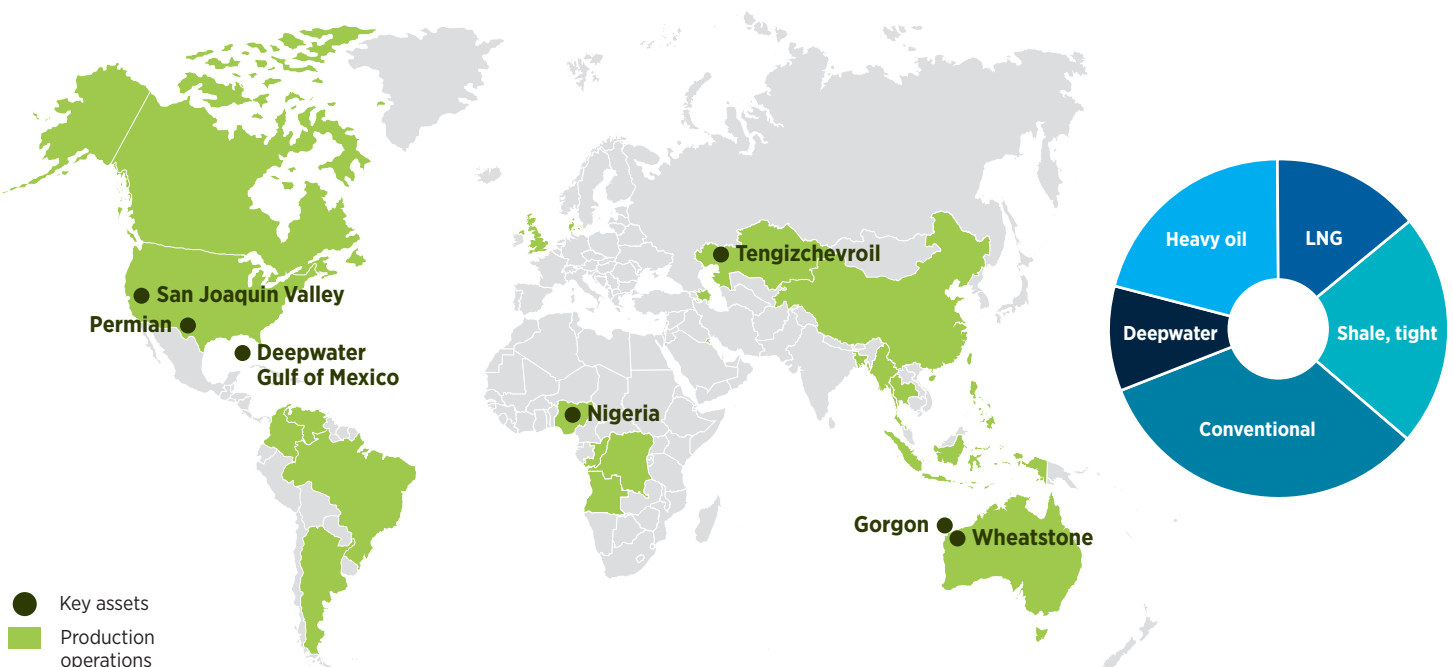 Tengizchevroil
San Joaquin Valley
Permian
Deepwater
Gulf of Mexico
Nigeria
Gorgon
Wheatstone
Key assets
Production
operations
Heavy oil
LNG
Deepwater
Shale, tight
Conventional